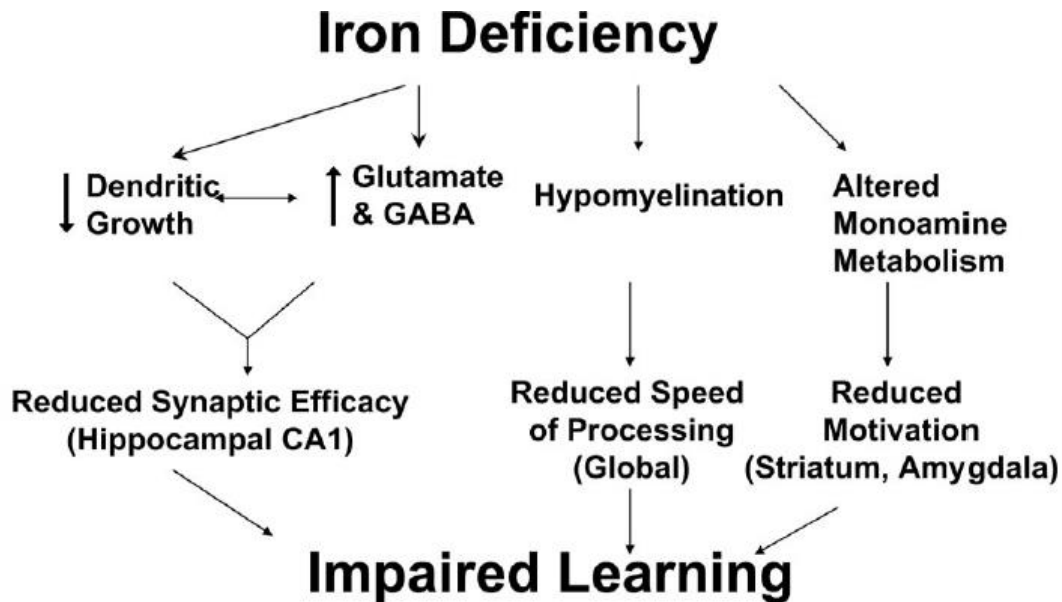 Iron Deficiency
Dendritic
Growth
Glutamate
& GABA
Hypomyelination
Altered
Monoamine
Metabolism
Reduced Synaptic Efficacy
(Hippocampal CA1)
Reduced Speed
of Processing
(Global)
Reduced
Motivation
(Striatum, Amygdala)
Impaired Learning